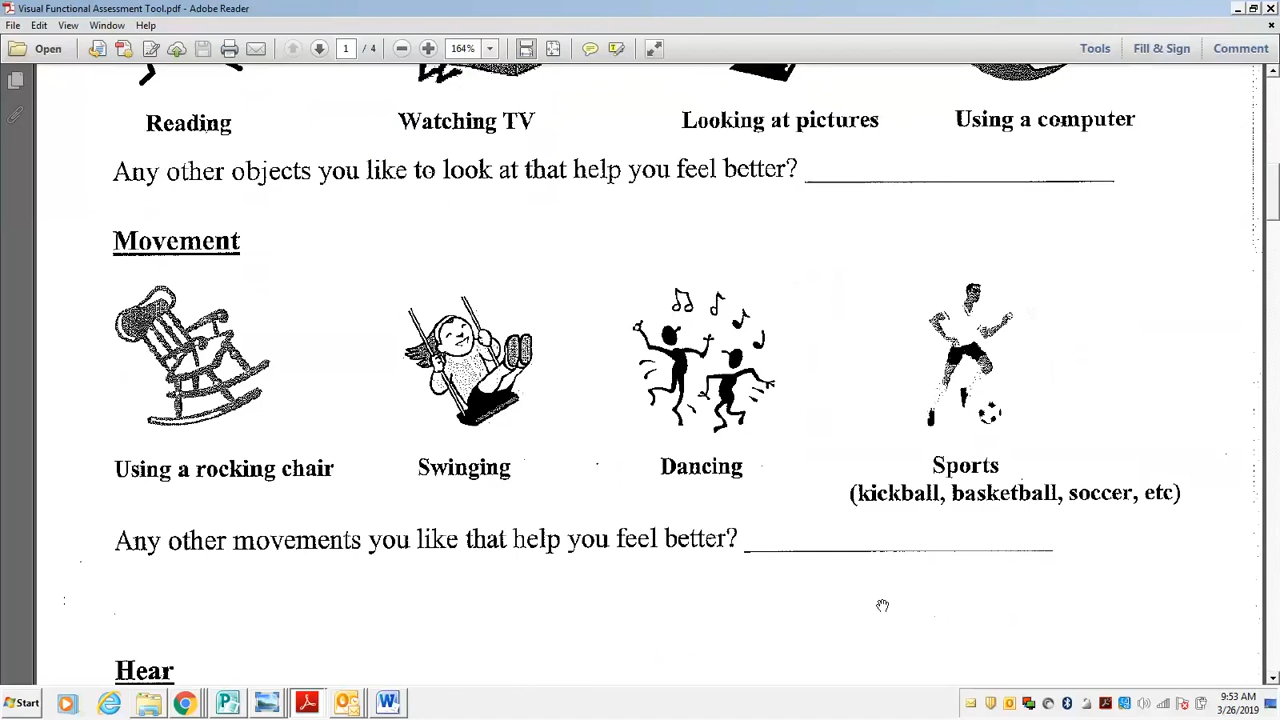 Visual Functional Assessment Tool.pdf - Adobe Reader
File Edit View Window Help
Open 1 / 4 164% Tools Fill & Sign Comment
Reading Watching TV Looking at pictures Using a computer
Any other objects you like to look at that help you feel better?
Movement
Using a rocking chair Swinging Dancing Sports
(kickball, basketball, soccer, etc)
Any other movements you like that help you feel better?
Hear
Start 9:53 AM
3/26/2019